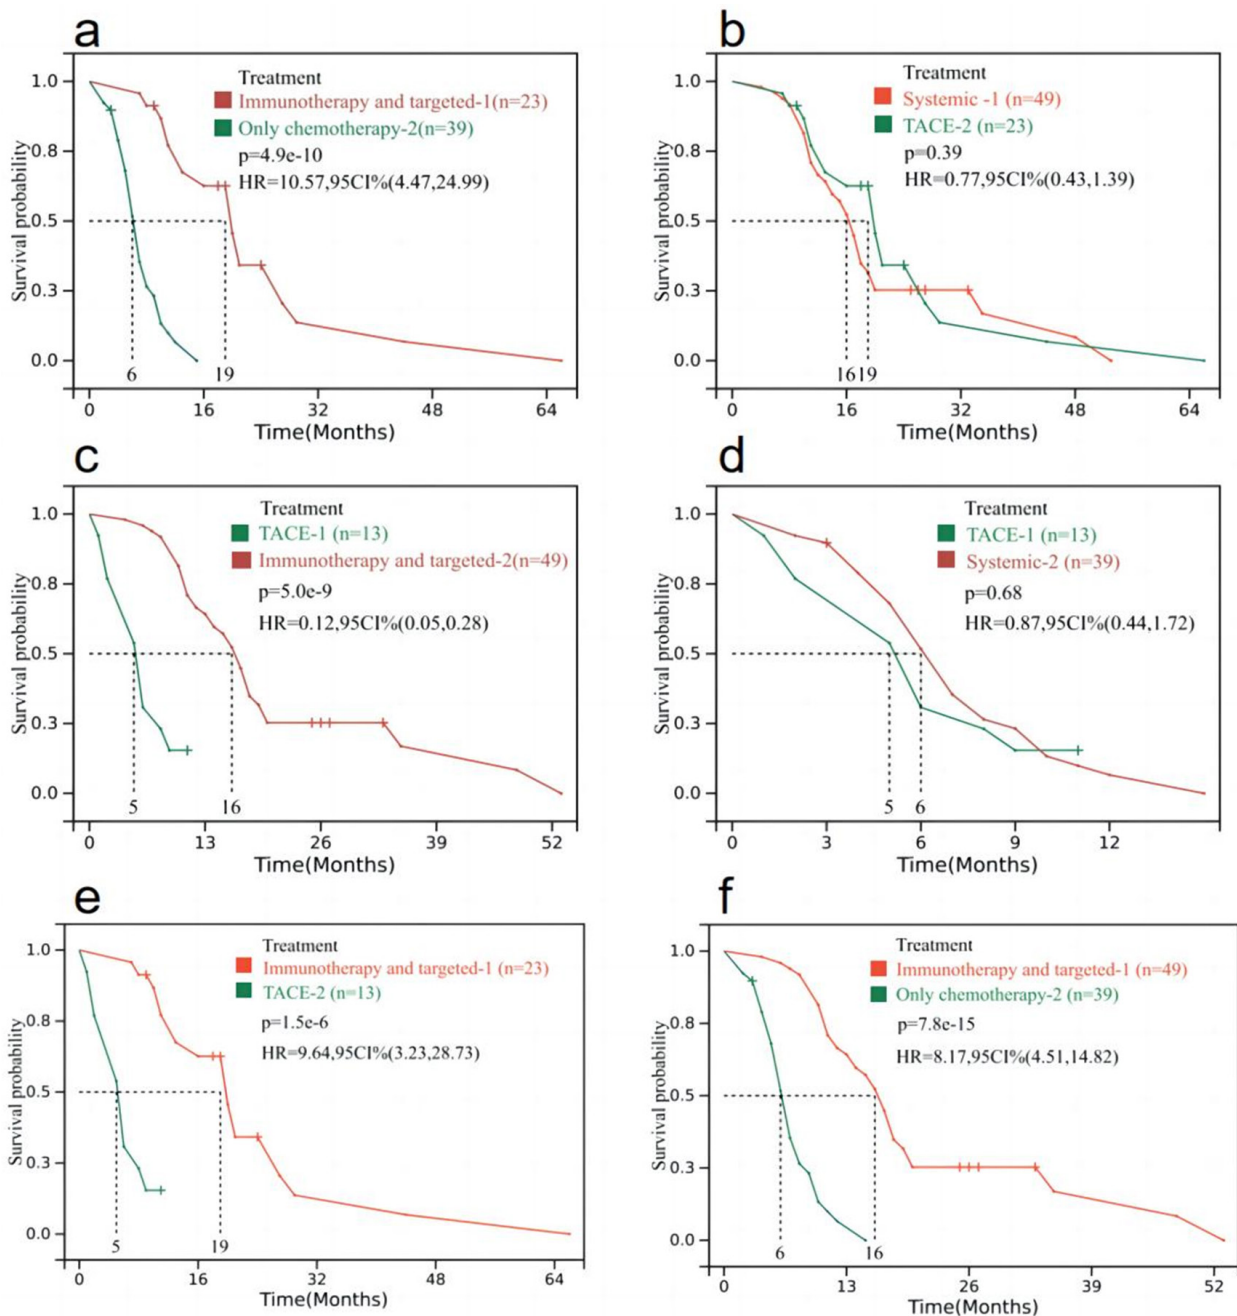 a
Treatment
Immunotherapy and targeted-1(n=23)
Only chemotherapy-2(n=39)
p=4.9e-10
HR=10.57,95CI%(4.47,24.99)
Survival probability
1.0
0.8
0.5
0.3
0.0
6
19
0
16
32
48
64
Time(Months)
b
Treatment
Systemic -1 (n=49)
TACE-2 (n=23)
p=0.39
HR=0.77,95CI%(0.43,1.39)
Survival probability
1.0
0.8
0.5
0.3
0.0
16
19
0
16
32
48
64
Time(Months)
c
Treatment
TACE-1 (n=13)
Immunotherapy and targeted-2(n=49)
p=5.0e-9
HR=0.12,95CI%(0.05,0.28)
Survival probability
1.0
0.8
0.5
0.3
0.0
5
16
0
13
26
39
52
Time(Months)
d
Treatment
TACE-1 (n=13)
Systemic-2 (n=39)
p=0.68
HR=0.87,95CI%(0.44,1.72)
Survival probability
1.0
0.8
0.5
0.3
0.0
5
6
0
3
6
9
12
Time(Months)
e
Treatment
Immunotherapy and targeted-1 (n=23)
TACE-2 (n=13)
p=1.5e-6
HR=9.64,95CI%(3.23,28.73)
Survival probability
1.0
0.8
0.5
0.3
0.0
5
19
0
16
32
48
64
Time(Months)
f
Treatment
Immunotherapy and targeted-1 (n=49)
Only chemotherapy-2 (n=39)
p=7.8e-15
HR=8.17,95CI%(4.51,14.82)
Survival probability
1.0
0.8
0.5
0.3
0.0
6
16
0
13
26
39
52
Time(Months)